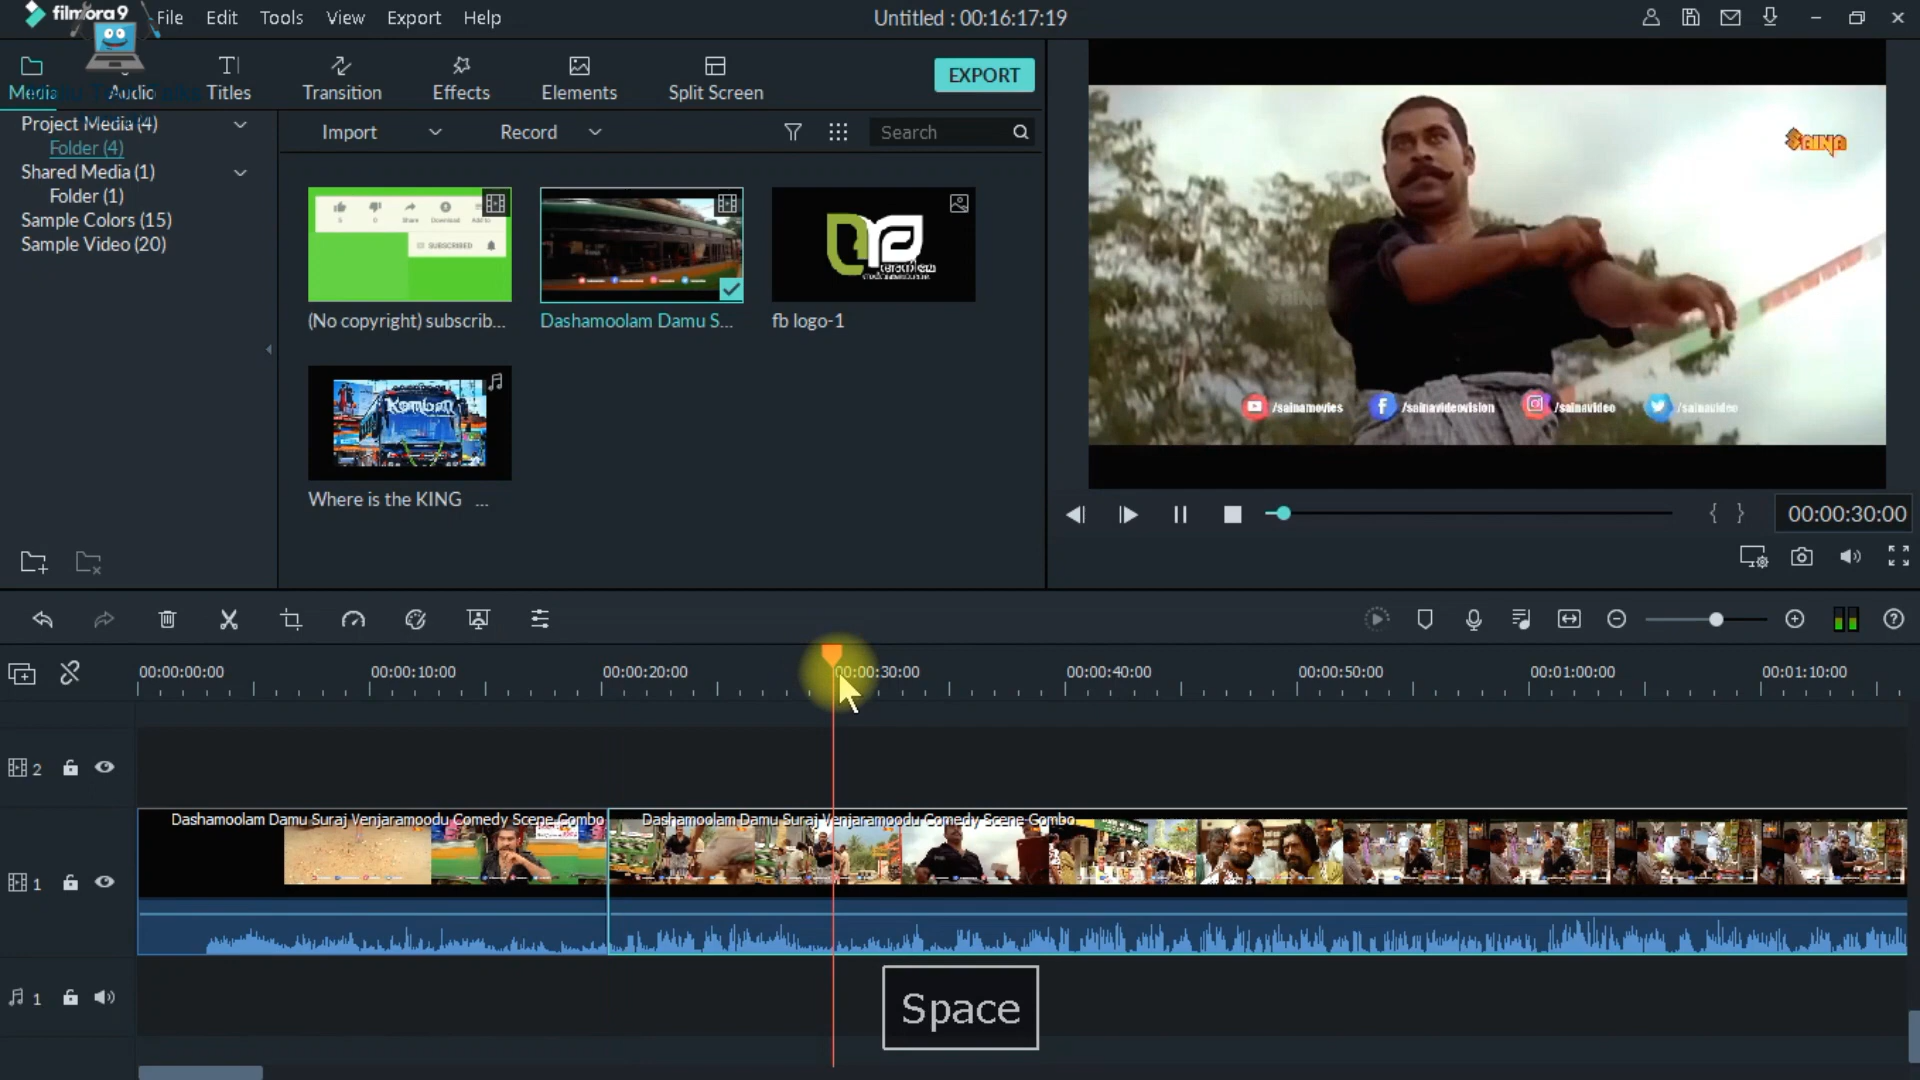 filmora9
File Edit Tools View Export Help
Untitled : 00:16:17:19
Media Audio Titles Transition Effects Elements Split Screen
EXPORT
Project Media (4)
Folder (4)
Shared Media (1)
Folder (1)
Sample Colors (15)
Sample Video (20)
Import Record Search
SUBSCRIBED
(No copyright) subscrib...
Dashamoolam Damu S...
fb logo-1
Komban
Where is the KING ...
SAINA
/sainamovies /sainavideovision /sainavideo /sainavideo
{ } 00:00:30:00
00:00:00:00 00:00:10:00 00:00:20:00 00:00:30:00 00:00:40:00 00:00:50:00 00:01:00:00 00:01:10:00
2
Dashamoolam Damu Suraj Venjaramoodu Comedy Scene Combo Dashamoolam Damu Suraj Venjaramoodu Comedy Scene Combo
1
1
Space